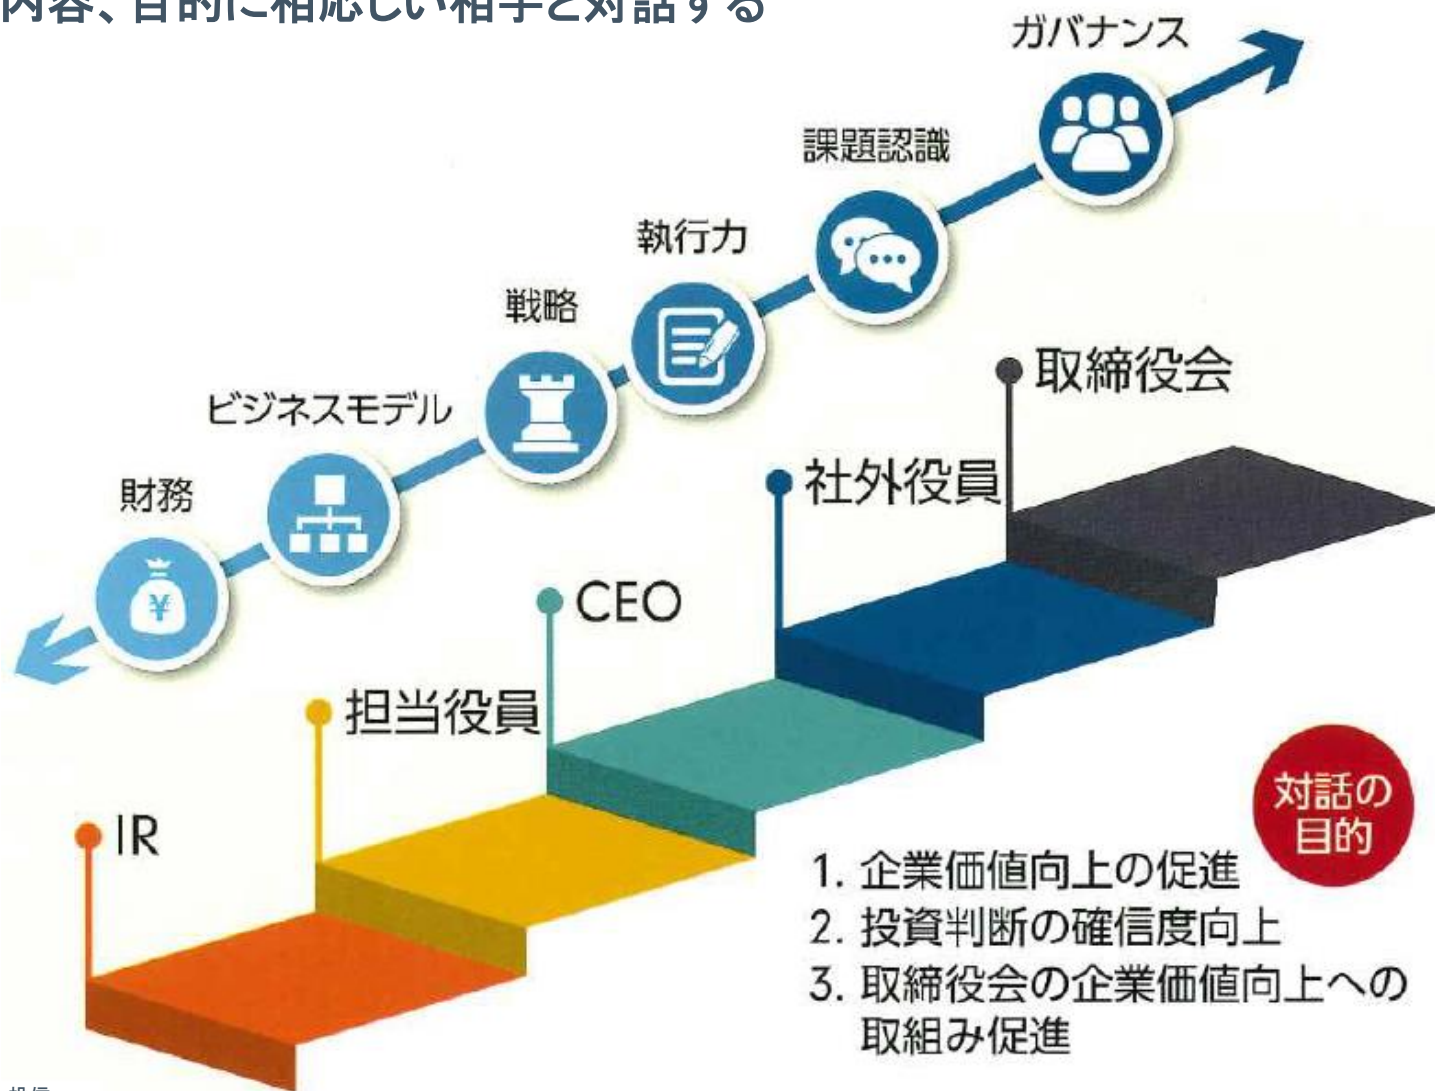 内容、目的に相応しい相手と対話する
ガバナンス
課題認識
執行力
戦略
ビジネスモデル
財務
¥
取締役会
社外役員
CEO
担当役員
IR
対話の
目的
1. 企業価値向上の促進
2. 投資判断の確信度向上
3. 取締役会の企業価値向上への
取組み促進